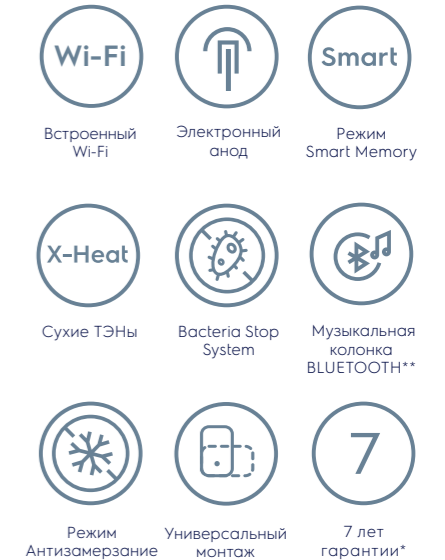 Wi-Fi
Встроенный
Wi-Fi
Электронный
анод
Smart
Режим
Smart Memory
X-Heat
Сухие ТЭНы
Bacteria Stop
System
Музыкальная
колонка
BLUETOOTH**
Режим
Антизамерзание
Универсальный
монтаж
7
7 лет
гарантии*